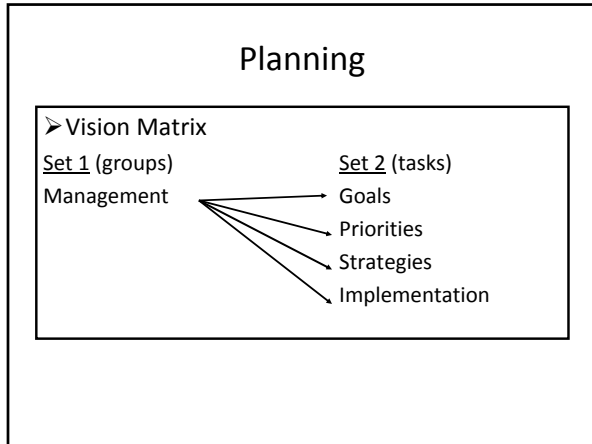 Planning
➢Vision Matrix
Set 1 (groups) Set 2 (tasks)
Management Goals
Priorities
Strategies
Implementation